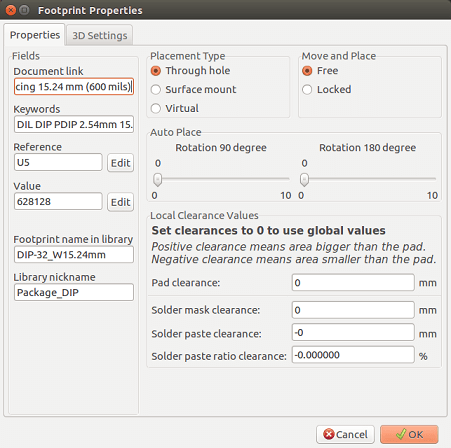 Footprint Properties
Properties
3D Settings
Fields
Document link
cing 15.24 mm (600 mils)
Keywords
DIL DIP PDIP 2.54mm 15.
Reference
U5
Edit
Value
628128
Edit
Footprint name in library
DIP-32_W15.24mm
Library nickname
Package_DIP
Placement Type
Through hole
Surface mount
Virtual
Move and Place
Free
Locked
Auto Place
Rotation 90 degree
Rotation 180 degree
0
0
0
10
0
10
Local Clearance Values
Set clearances to 0 to use global values
Positive clearance means area bigger than the pad.
Negative clearance means area smaller than the pad.
Pad clearance:
0
mm
Solder mask clearance:
0
mm
Solder paste clearance:
-0
mm
Solder paste ratio clearance:
-0.000000
%
Cancel
OK